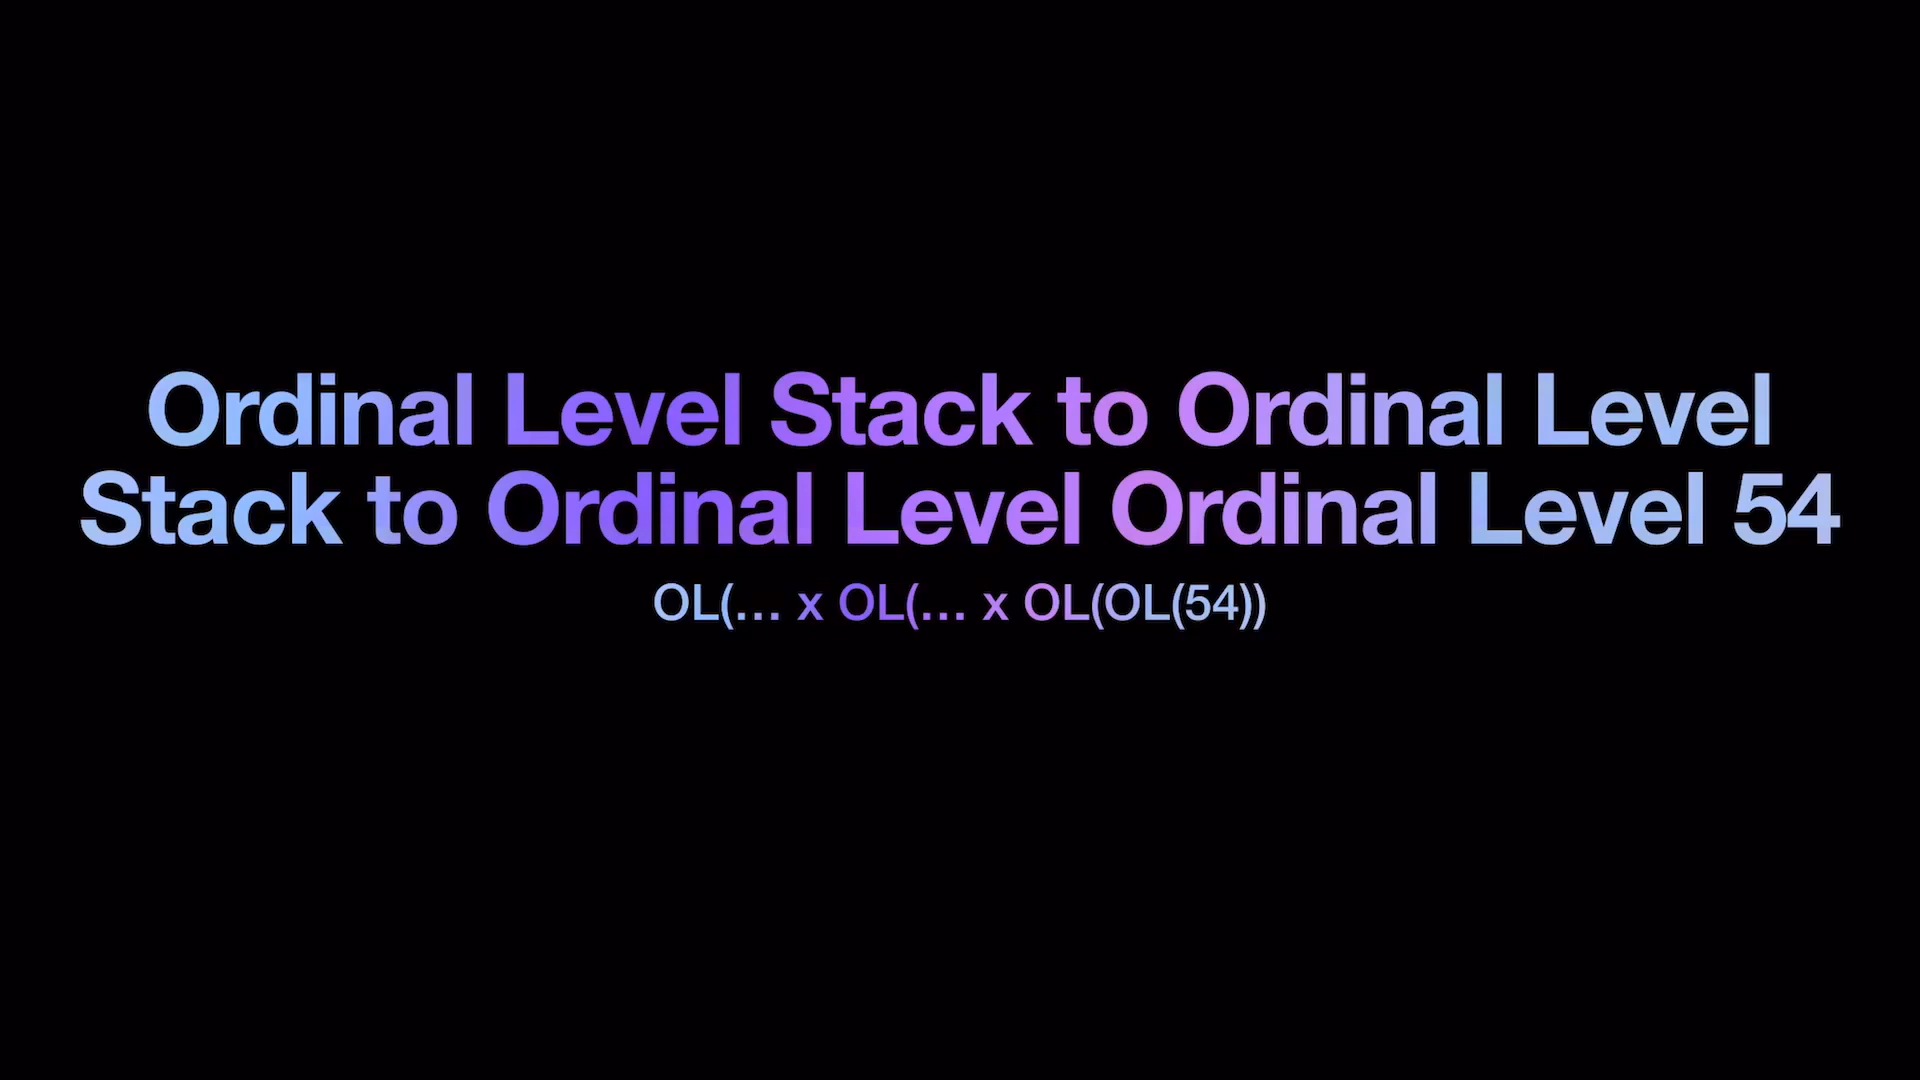 Ordinal Level Stack to Ordinal Level
Stack to Ordinal Level Ordinal Level 54
OL(… x OL(… x OL(OL(54))